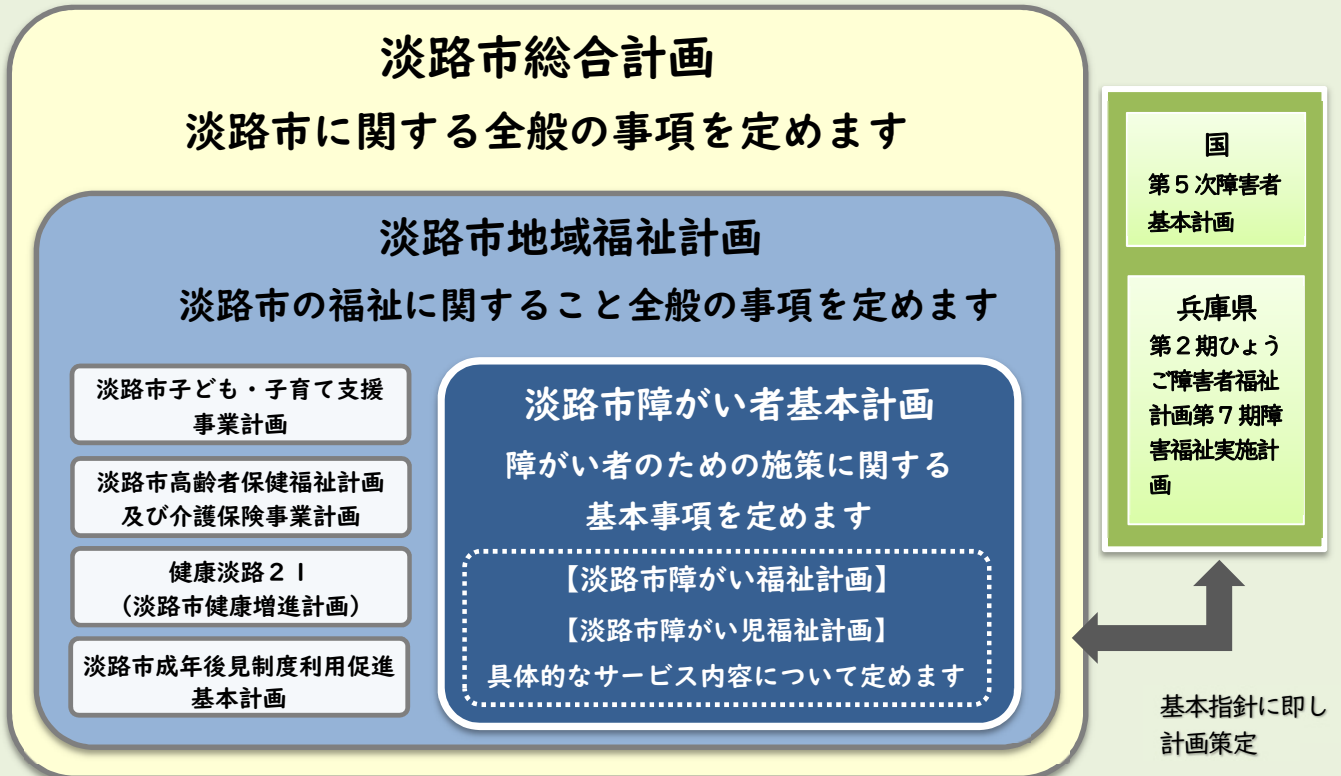 淡路市総合計画
淡路市に関する全般の事項を定めます
淡路市地域福祉計画
淡路市の福祉に関すること全般の事項を定めます
淡路市子ども・子育て支援
事業計画
淡路市高齢者保健福祉計画
及び介護保険事業計画
健康淡路21
(淡路市健康増進計画)
淡路市成年後見制度利用促進
基本計画
淡路市障がい者基本計画
障がい者のための施策に関する
基本事項を定めます
【淡路市障がい福祉計画】
【淡路市障がい児福祉計画】
具体的なサービス内容について定めます
国
第5次障害者
基本計画
兵庫県
第2期ひょう
ご障害者福祉
計画第7期障
害福祉実施計
画
基本指針に即し
計画策定